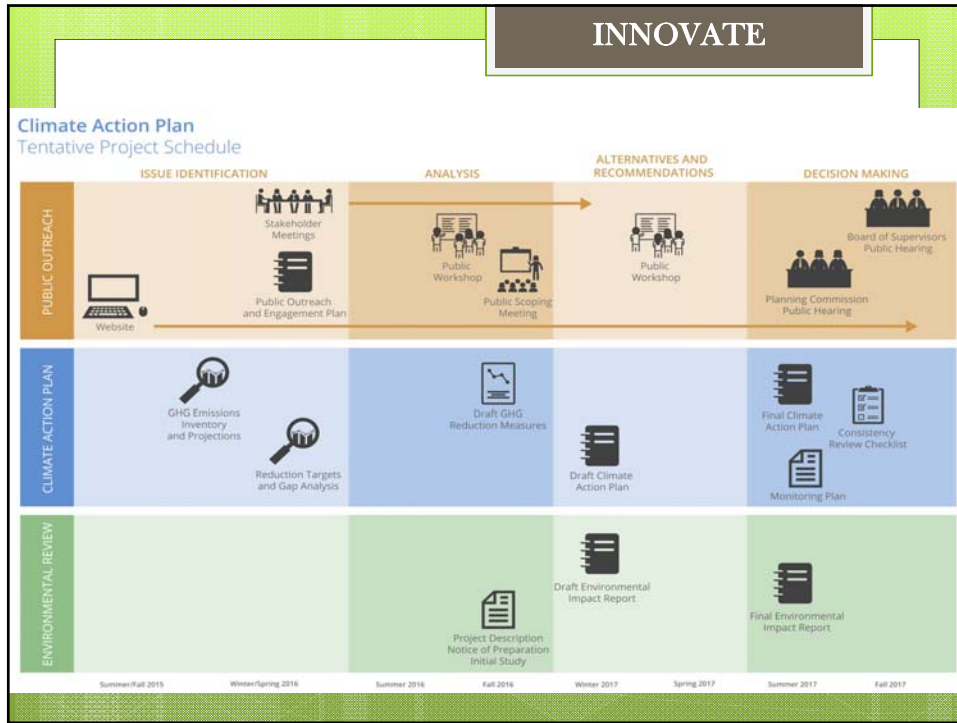 INNOVATE
Climate Action Plan
Tentative Project Schedule
ISSUE IDENTIFICATION
ANALYSIS
ALTERNATIVES AND
RECOMMENDATIONS
DECISION MAKING
PUBLIC OUTREACH
Stakeholder
Meetings
Website
Public Outreach
and Engagement Plan
Public
Workshop
Public Scoping
Meeting
Public
Workshop
Board of Supervisors
Public Hearing
Planning Commission
Public Hearing
CLIMATE ACTION PLAN
GHG Emissions
Inventory
and Projections
Reduction Targets
and Gap Analysis
Draft GHG
Reduction Measures
Draft Climate
Action Plan
Final Climate
Action Plan
Consistency
Review Checklist
Monitoring Plan
ENVIRONMENTAL REVIEW
Project Description
Notice of Preparation
Initial Study
Draft Environmental
Impact Report
Final Environmental
Impact Report
Summer/Fall 2015
Winter/Spring 2016
Summer 2016
Fall 2016
Winter 2017
Spring 2017
Summer 2017
Fall 2017